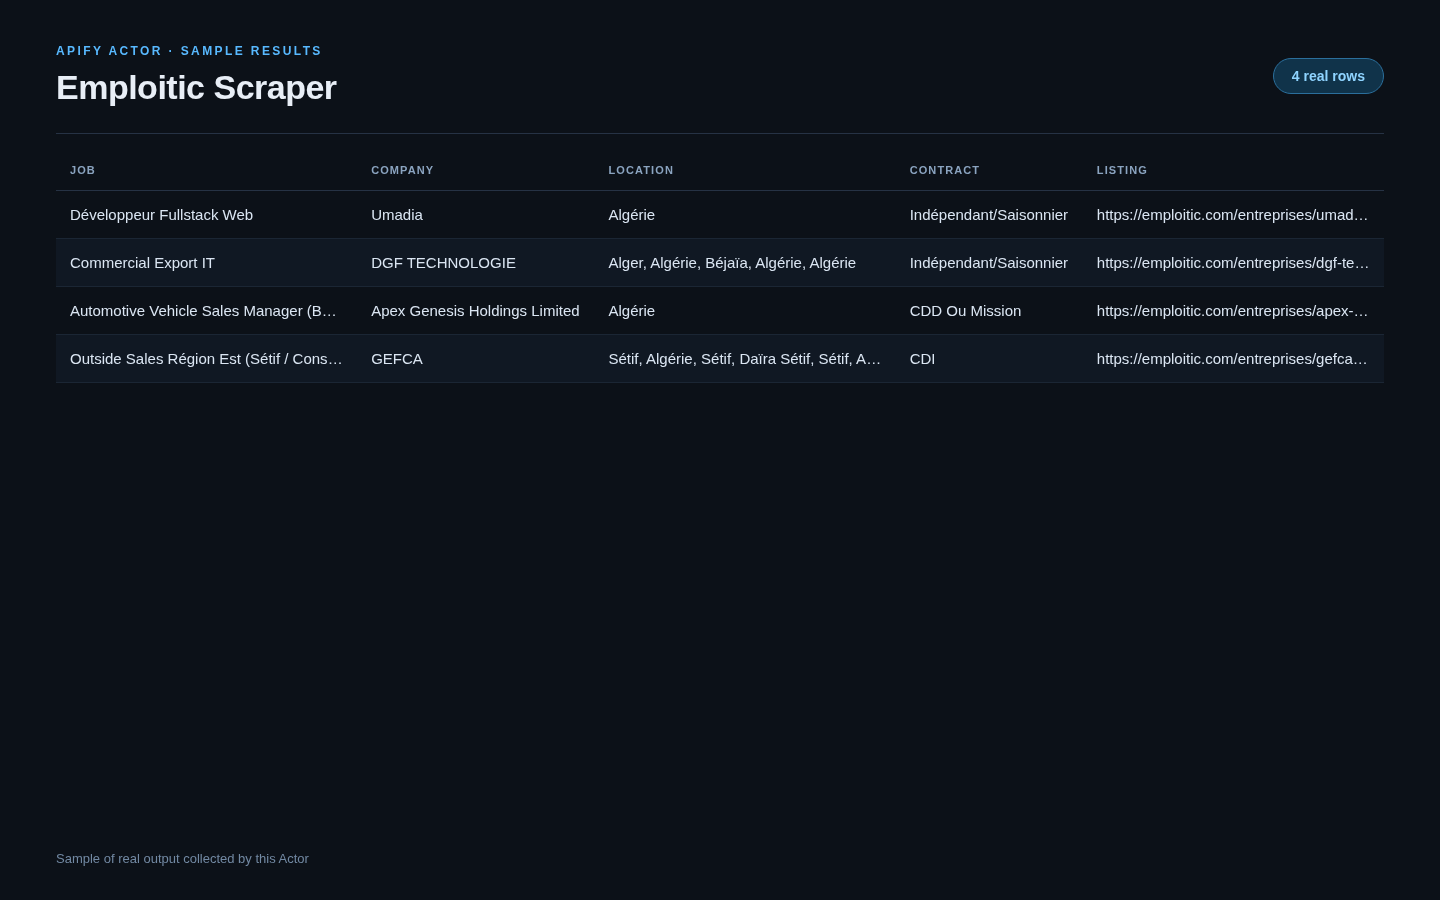 APIFY ACTOR · SAMPLE RESULTS
Emploitic Scraper
4 real rows
JOB COMPANY LOCATION CONTRACT LISTING
Développeur Fullstack Web Umadia Algérie Indépendant/Saisonnier https://emploitic.com/entreprises/umad…
Commercial Export IT DGF TECHNOLOGIE Alger, Algérie, Béjaïa, Algérie, Algérie Indépendant/Saisonnier https://emploitic.com/entreprises/dgf-te…
Automotive Vehicle Sales Manager (B… Apex Genesis Holdings Limited Algérie CDD Ou Mission https://emploitic.com/entreprises/apex-…
Outside Sales Région Est (Sétif / Cons… GEFCA Sétif, Algérie, Sétif, Daïra Sétif, Sétif, A… CDI https://emploitic.com/entreprises/gefca…
Sample of real output collected by this Actor